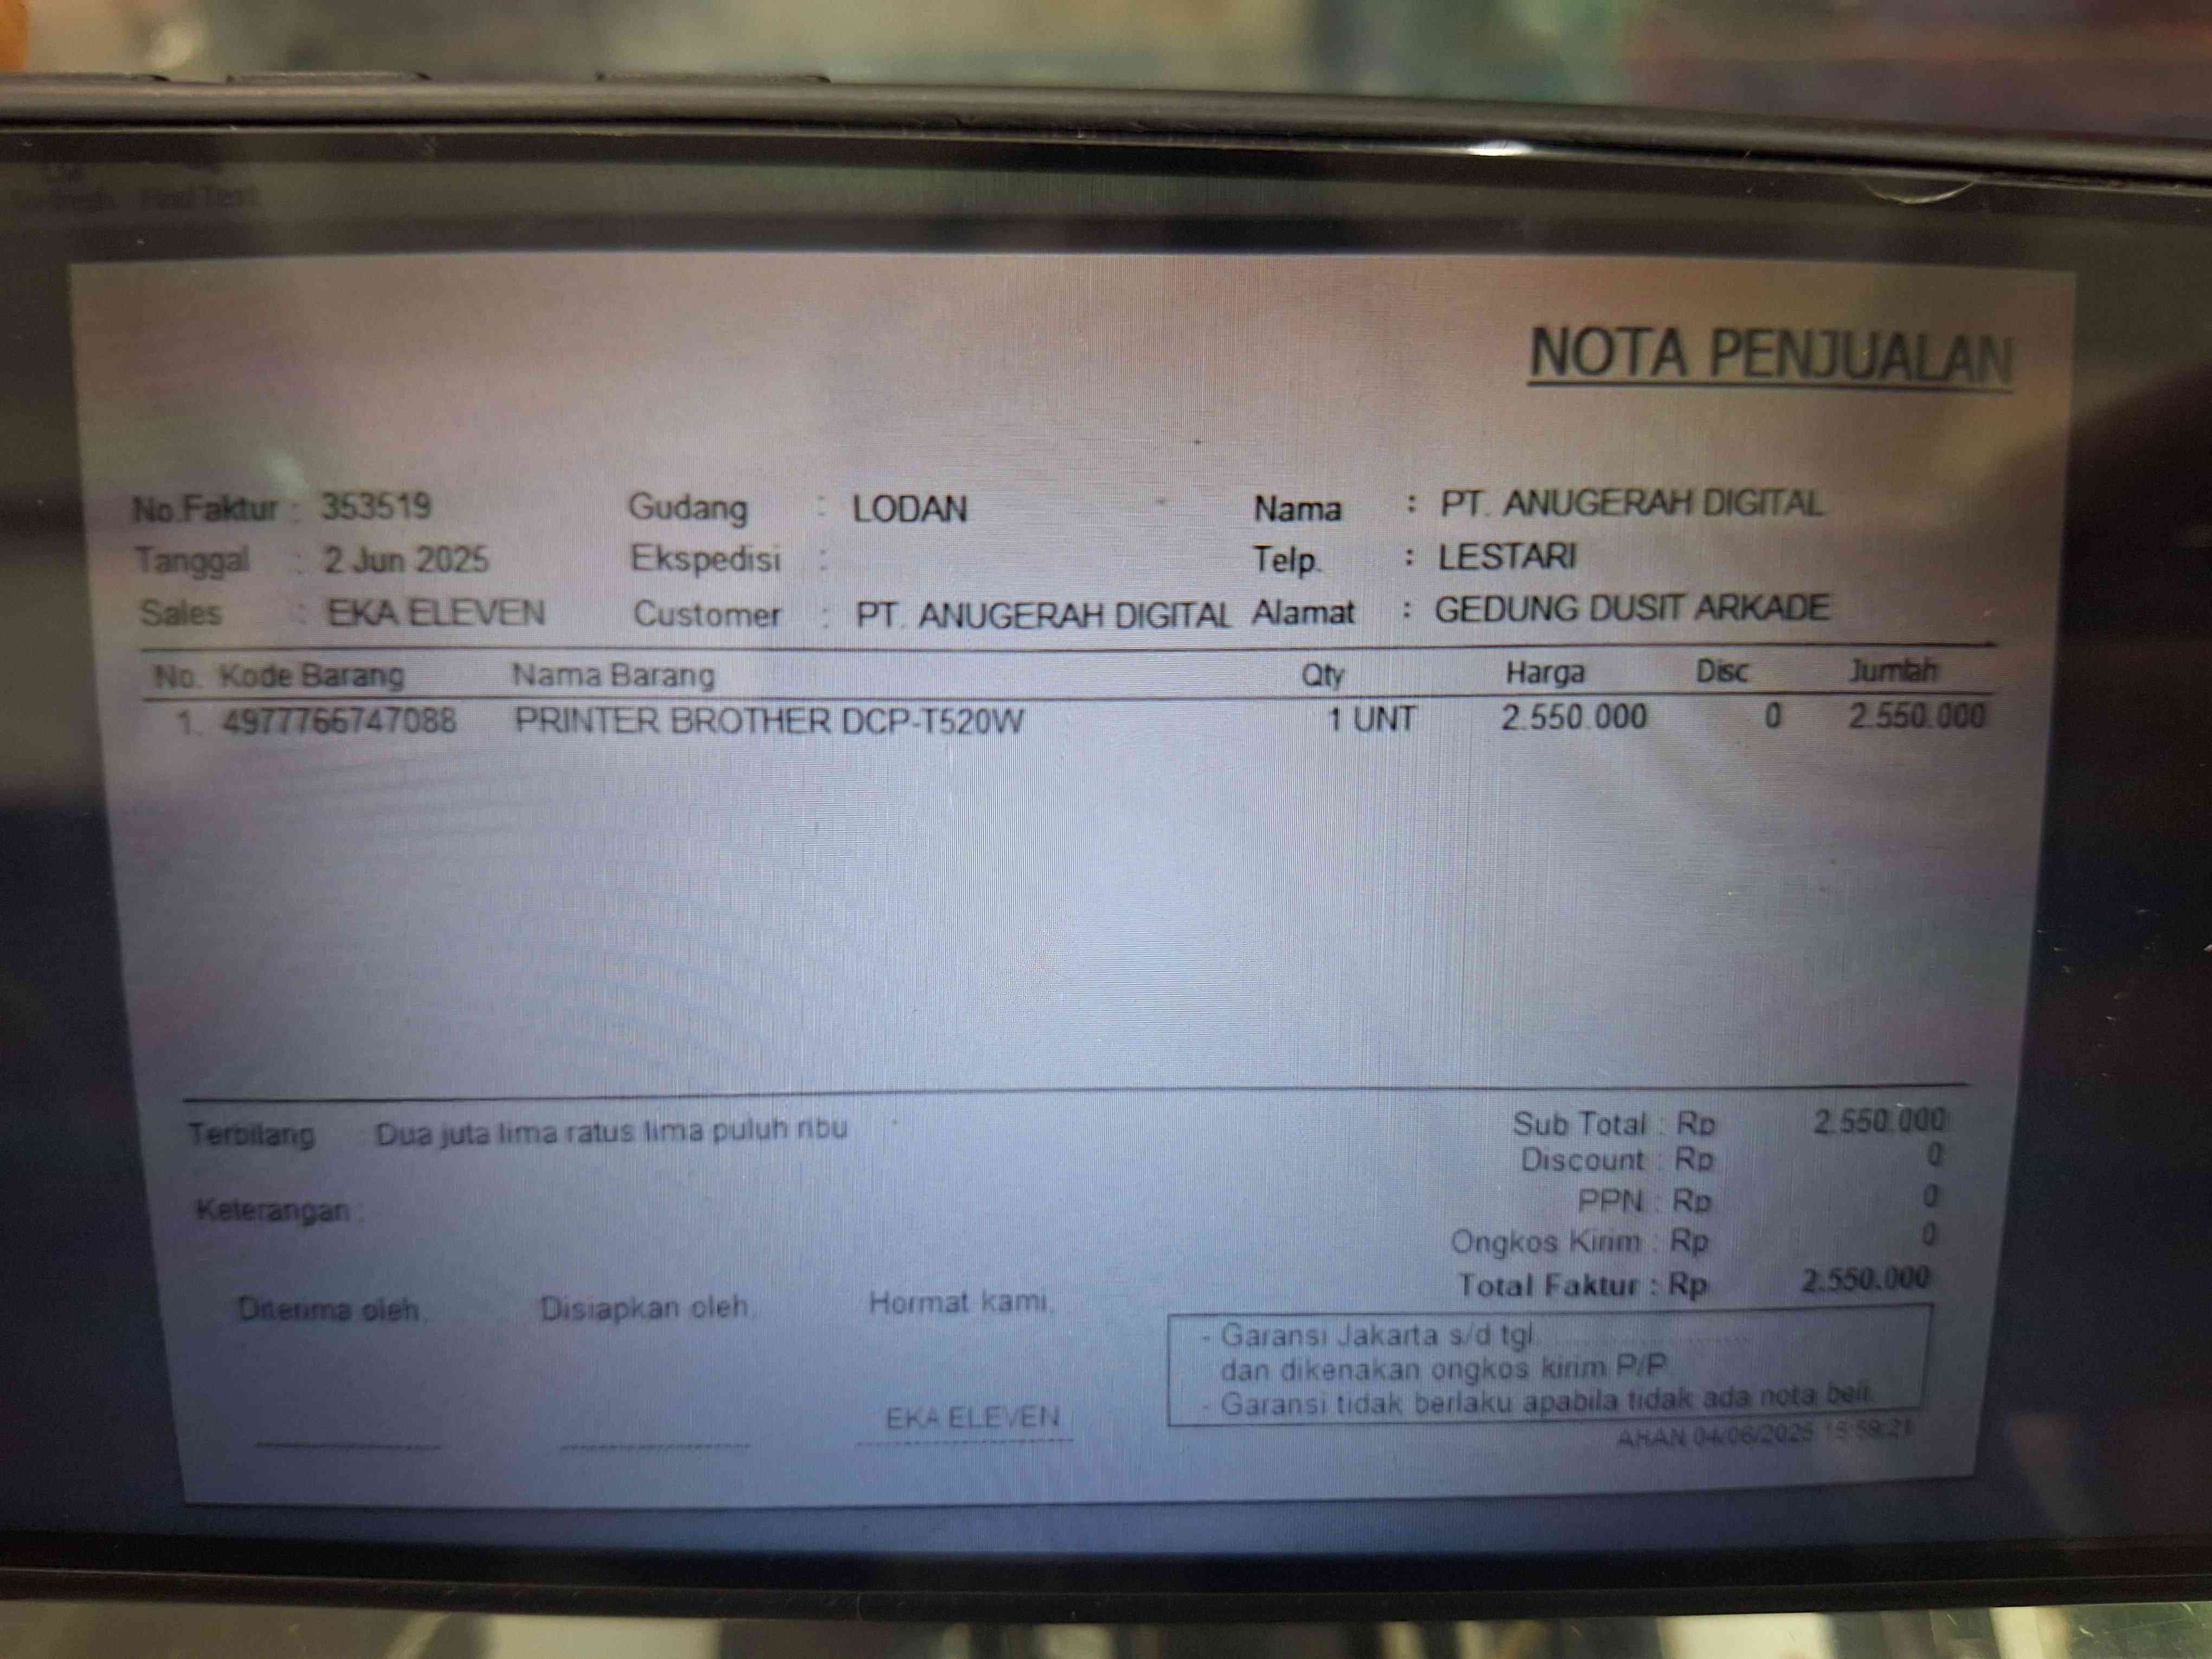 Find Text
NOTA PENJUALAN
No.Faktur : 353519 Gudang : LODAN Nama : PT. ANUGERAH DIGITAL
Tanggal : 2 Jun 2025 Ekspedisi : Telp. : LESTARI
Sales : EKA ELEVEN Customer : PT. ANUGERAH DIGITAL Alamat : GEDUNG DUSIT ARKADE
No. Kode Barang Nama Barang Qty Harga Disc Jumlah
1. 4977766747088 PRINTER BROTHER DCP-T520W 1 UNT 2.550.000 0 2.550.000
Terbilang : Dua juta lima ratus lima puluh ribu
Sub Total : Rp 2.550.000
Discount : Rp 0
PPN : Rp 0
Keterangan :
Ongkos Kirim : Rp 0
Total Faktur : Rp 2.550.000
Diterima oleh, Disiapkan oleh, Hormat kami,
- Garansi Jakarta s/d tgl.
dan dikenakan ongkos kirim P/P
- Garansi tidak berlaku apabila tidak ada nota beli.
EKA ELEVEN
04/06/2025